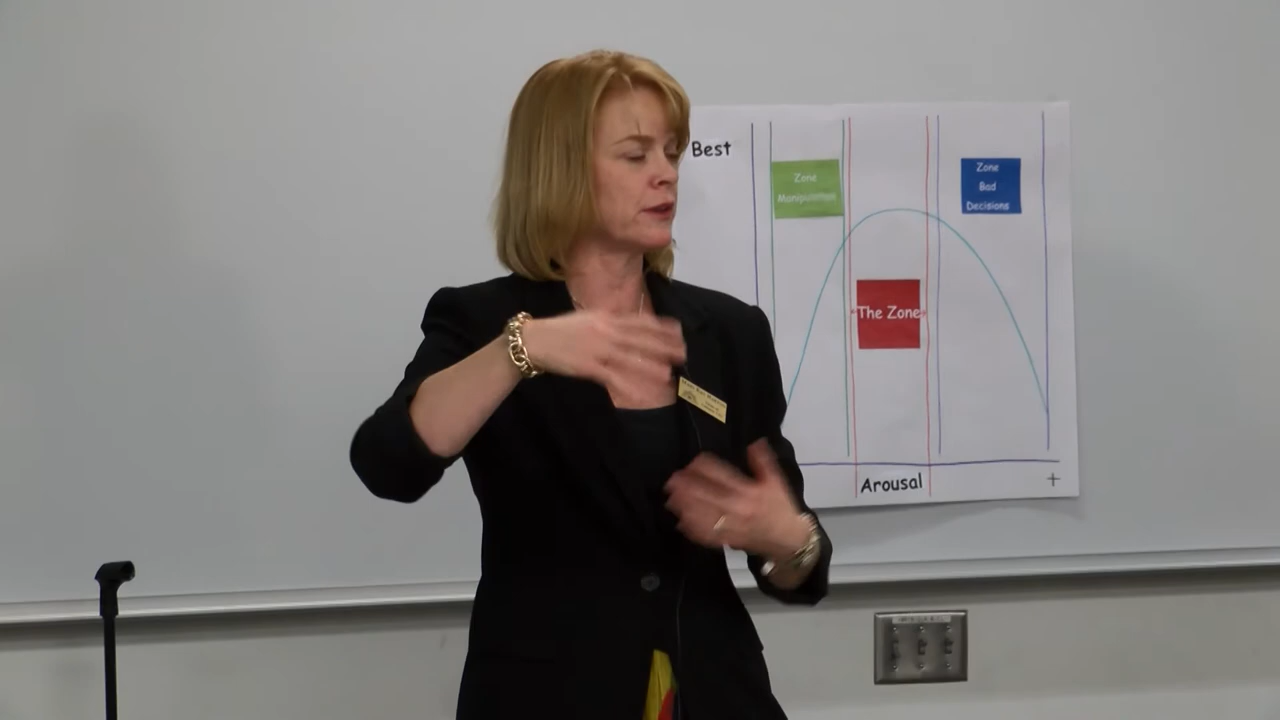 Best
Zone
Manipulation
Zone
Bad
Decisions
The Zone
Arousal
+